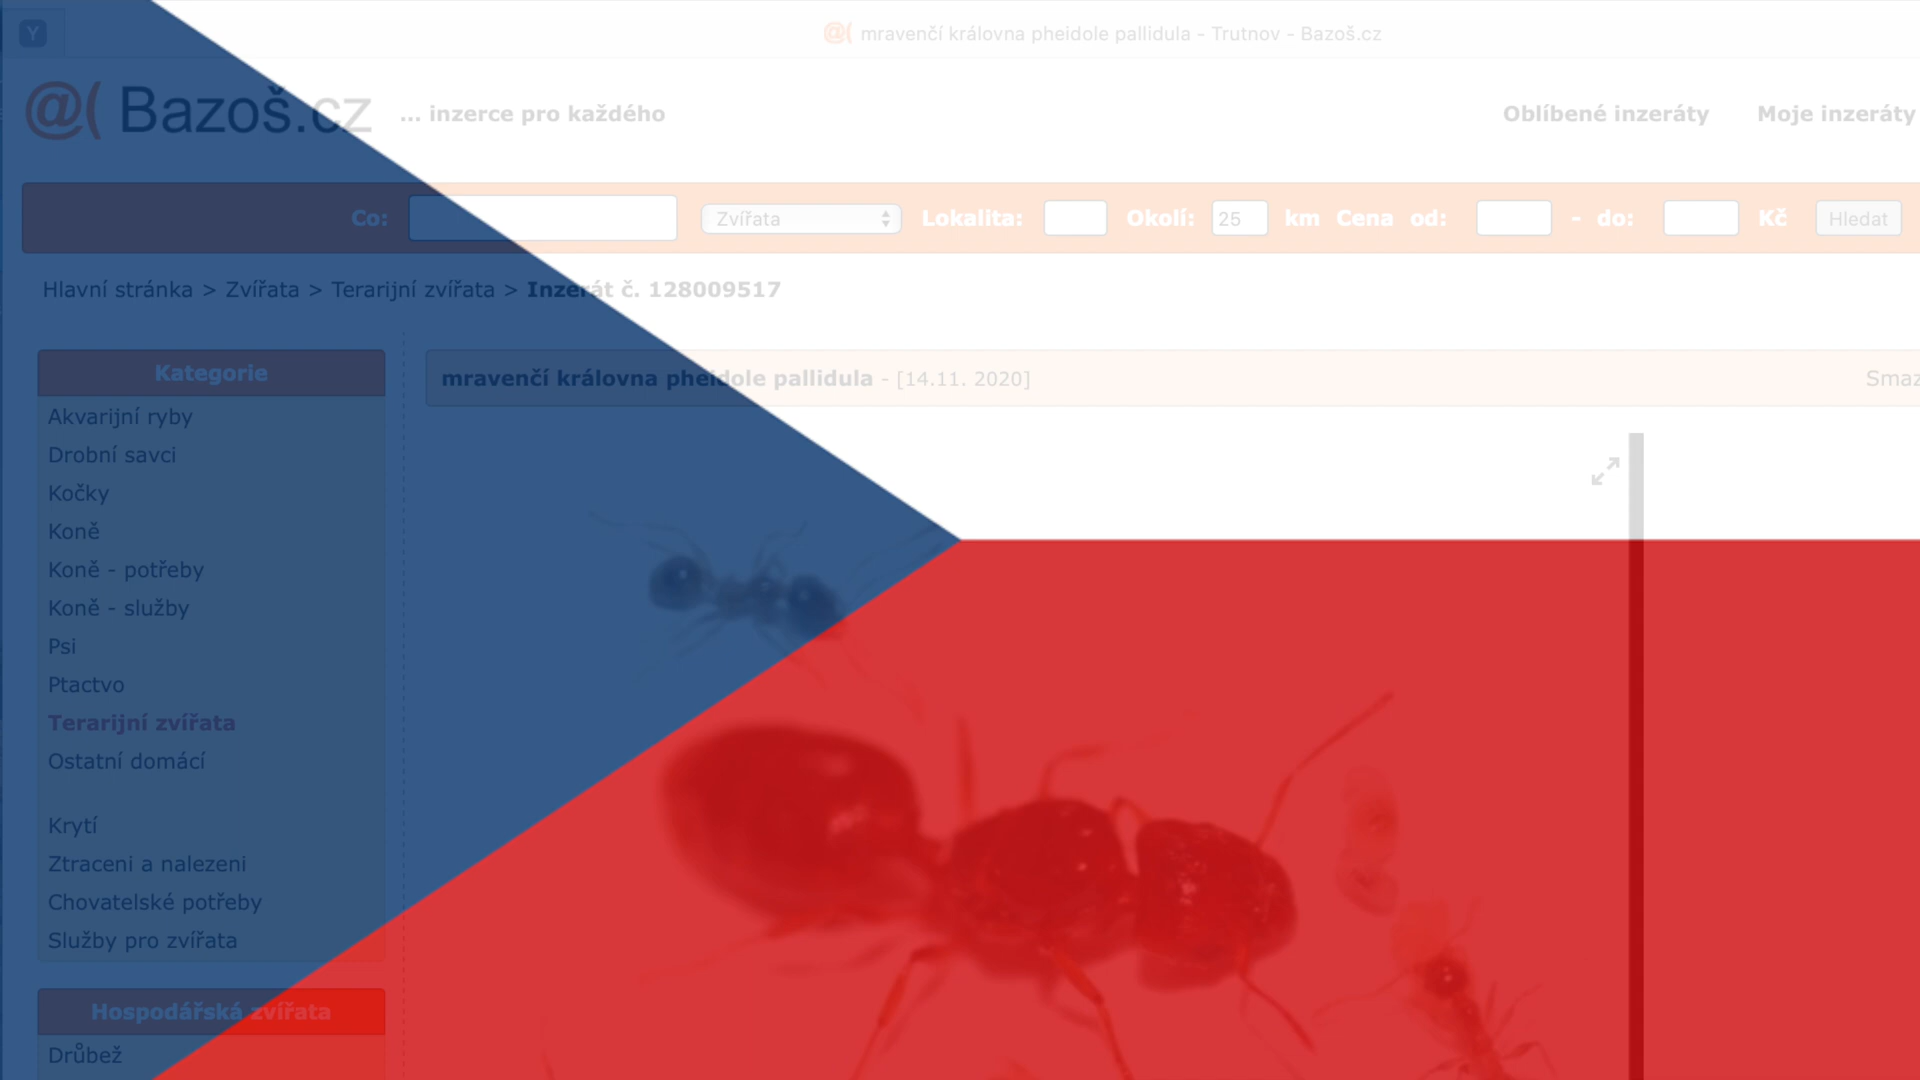 Y
@( mravenčí královna pheidole pallidula - Trutnov - Bazoš.cz
@( Bazoš.cz ... inzerce pro každého Oblíbené inzeráty Moje inzeráty
Co: Zvířata Lokalita: Okolí: 25 km Cena od: - do: Kč Hledat
Hlavní stránka > Zvířata > Terarijní zvířata > Inzerát č. 128009517
Kategorie
mravenčí královna pheidole pallidula - [14.11. 2020] Smaz
Akvarijní ryby
Drobní savci
Kočky
Koně
Koně - potřeby
Koně - služby
Psi
Ptactvo
Terarijní zvířata
Ostatní domácí
Krytí
Ztraceni a nalezeni
Chovatelské potřeby
Služby pro zvířata
Hospodářská zvířata
Drůbež